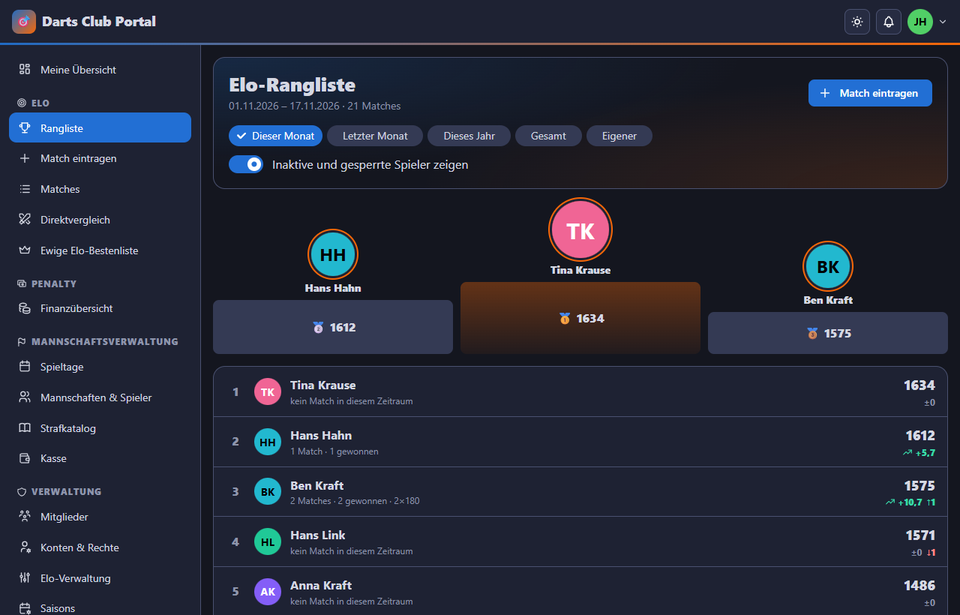 Darts Club Portal
JH
Meine Übersicht
ELO
Rangliste
Match eintragen
Matches
Direktvergleich
Ewige Elo-Bestenliste
PENALTY
Finanzübersicht
MANNSCHAFTSVERWALTUNG
Spieltage
Mannschaften & Spieler
Strafkatalog
Kasse
VERWALTUNG
Mitglieder
Konten & Rechte
Elo-Verwaltung
Saisons
Elo-Rangliste
01.11.2026 – 17.11.2026 · 21 Matches
Match eintragen
Dieser Monat Letzter Monat Dieses Jahr Gesamt Eigener
Inaktive und gesperrte Spieler zeigen
HH
Hans Hahn
1612
TK
Tina Krause
1634
BK
Ben Kraft
1575
1 TK Tina Krause 1634
kein Match in diesem Zeitraum ±0
2 HH Hans Hahn 1612
1 Match · 1 gewonnen +5,7
3 BK Ben Kraft 1575
2 Matches · 2 gewonnen · 2×180 +10,7 ↑1
4 HL Hans Link 1571
kein Match in diesem Zeitraum ±0 ↓1
5 AK Anna Kraft 1486
kein Match in diesem Zeitraum ±0